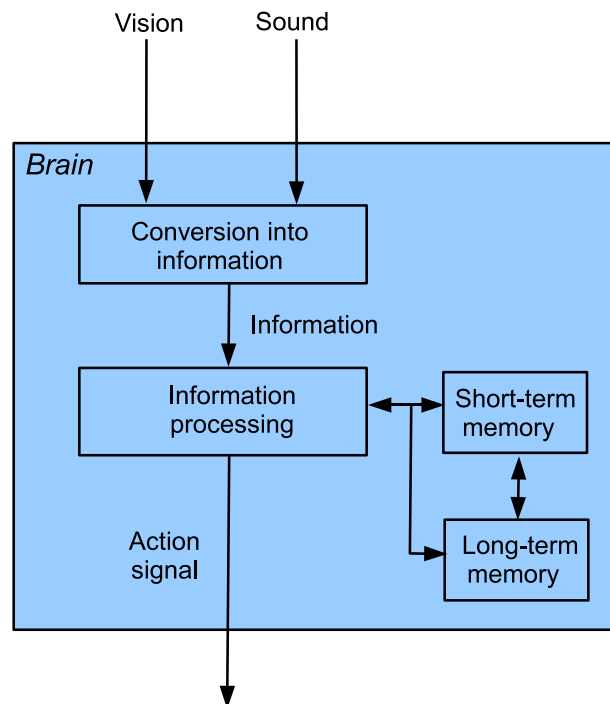 Vision
Sound
Brain
Conversion into
information
Information
Information
processing
Short-term
memory
Action
signal
Long-term
memory